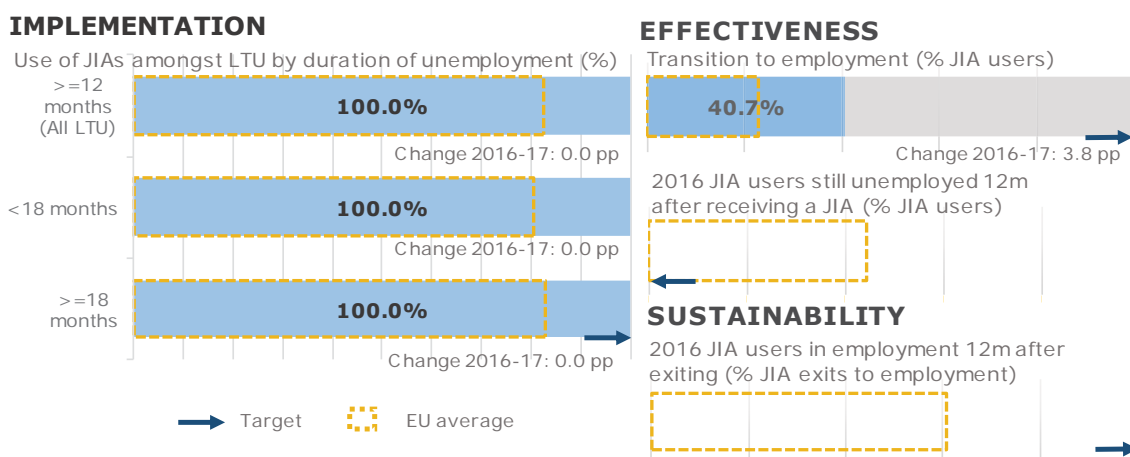 IMPLEMENTATION
Use of JIAs amongst LTU by duration of unemployment (%)
>=12
months
(All LTU)
100.0%
Change 2016-17: 0.0 pp
<18 months
100.0%
Change 2016-17: 0.0 pp
>=18
months
100.0%
Change 2016-17: 0.0 pp
Target
EU average
EFFECTIVENESS
Transition to employment (% JIA users)
40.7%
Change 2016-17: 3.8 pp
2016 JIA users still unemployed 12m
after receiving a JIA (% JIA users)
SUSTAINABILITY
2016 JIA users in employment 12m after
exiting (% JIA exits to employment)